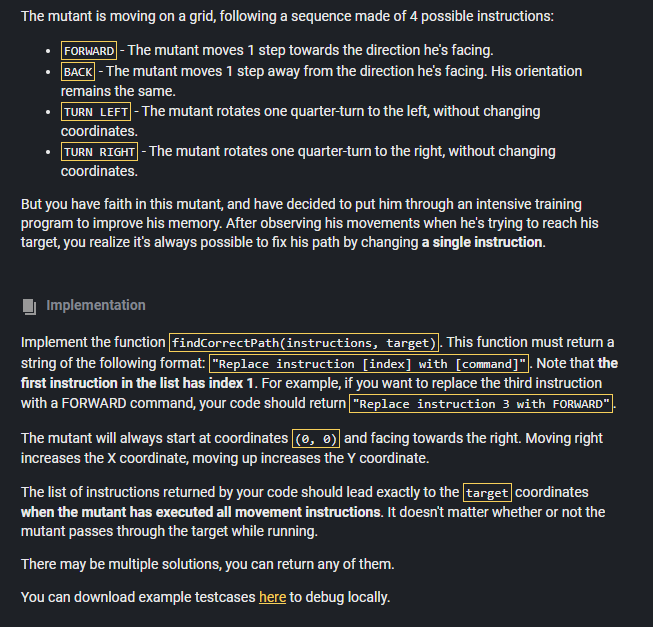 The mutant is moving on a grid, following a sequence made of 4 possible instructions:
• FORWARD - The mutant moves 1 step towards the direction he's facing.
• BACK - The mutant moves 1 step away from the direction he's facing. His orientation
remains the same.
• TURN LEFT - The mutant rotates one quarter-turn to the left, without changing
coordinates.
• TURN RIGHT - The mutant rotates one quarter-turn to the right, without changing
coordinates.
But you have faith in this mutant, and have decided to put him through an intensive training
program to improve his memory. After observing his movements when he's trying to reach his
target, you realize it's always possible to fix his path by changing a single instruction.
Implementation
Implement the function findCorrectPath(instructions, target). This function must return a
string of the following format: "Replace instruction [index] with [command]". Note that the
first instruction in the list has index 1. For example, if you want to replace the third instruction
with a FORWARD command, your code should return "Replace instruction 3 with FORWARD".
The mutant will always start at coordinates (0, 0) and facing towards the right. Moving right
increases the X coordinate, moving up increases the Y coordinate.
The list of instructions returned by your code should lead exactly to the target coordinates
when the mutant has executed all movement instructions. It doesn't matter whether or not the
mutant passes through the target while running.
There may be multiple solutions, you can return any of them.
You can download example testcases here to debug locally.